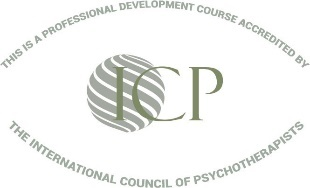 THIS IS A PROFESSIONAL DEVELOPMENT COURSE ACCREDITED BY
ICP
THE INTERNATIONAL COUNCIL OF PSYCHOTHERAPISTS